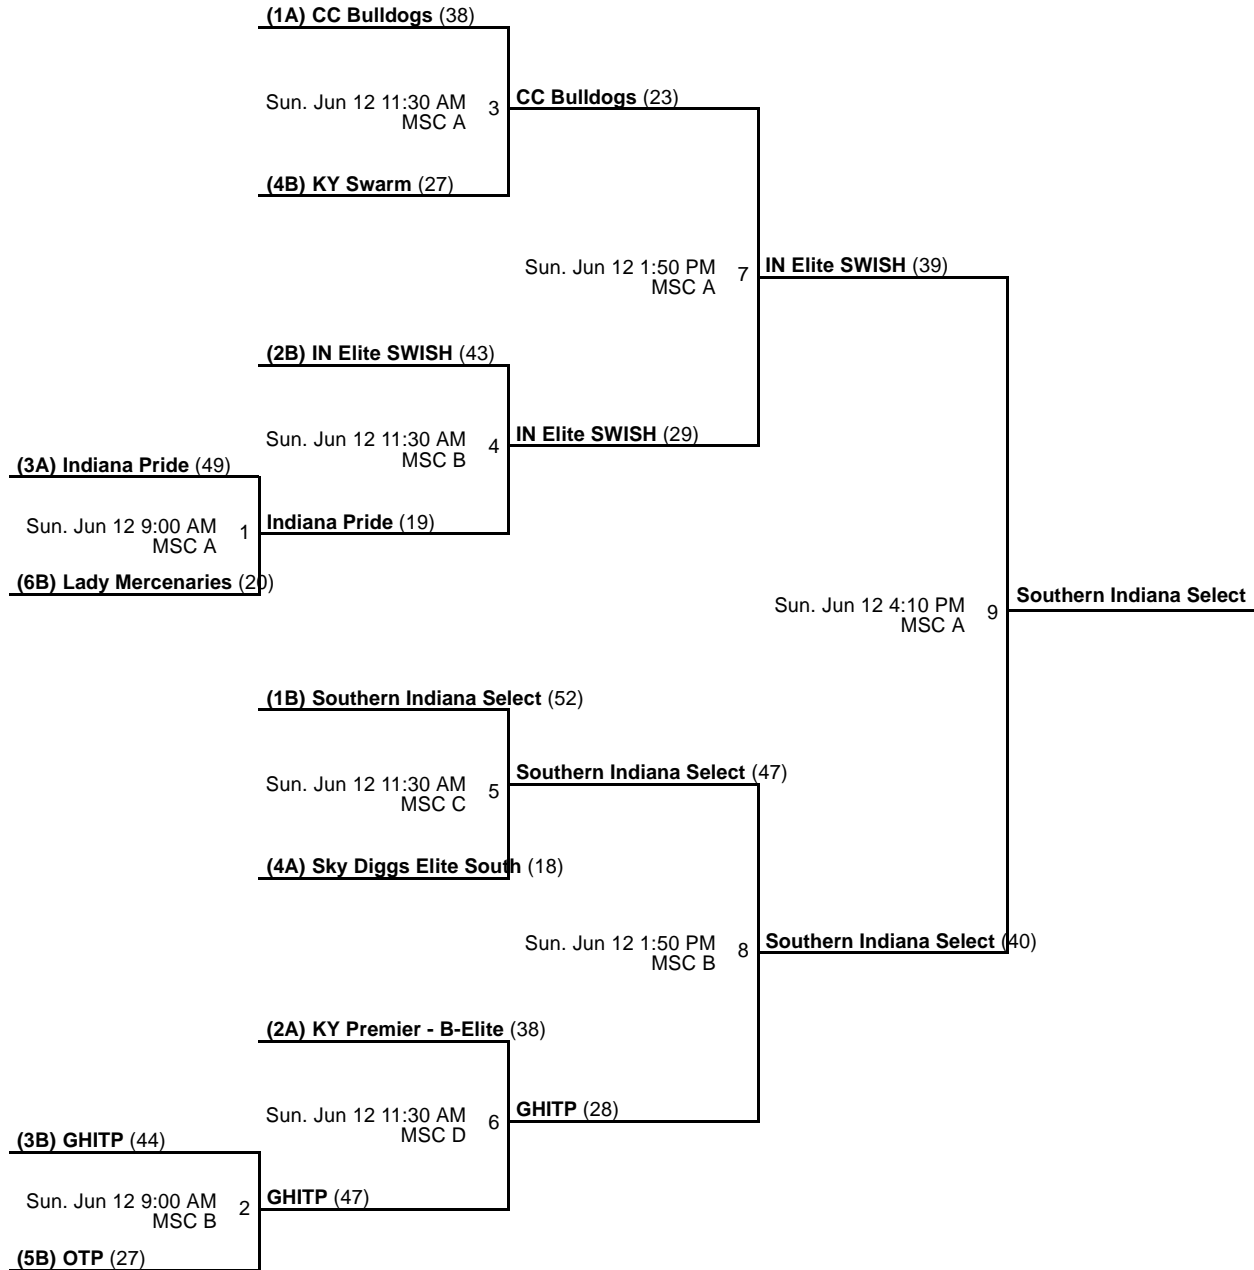 (1A) CC Bulldogs (38)
Sun. Jun 12 11:30 AM
MSC A
3
CC Bulldogs (23)
(4B) KY Swarm (27)
Sun. Jun 12 1:50 PM
MSC A
7
IN Elite SWISH (39)
(2B) IN Elite SWISH (43)
Sun. Jun 12 11:30 AM
MSC B
4
IN Elite SWISH (29)
(3A) Indiana Pride (49)
Sun. Jun 12 9:00 AM
MSC A
1
Indiana Pride (19)
(6B) Lady Mercenaries (20)
Sun. Jun 12 4:10 PM
MSC A
9
Southern Indiana Select
(1B) Southern Indiana Select (52)
Sun. Jun 12 11:30 AM
MSC C
5
Southern Indiana Select (47)
(4A) Sky Diggs Elite South (18)
Sun. Jun 12 1:50 PM
MSC B
8
Southern Indiana Select (40)
(2A) KY Premier - B-Elite (38)
Sun. Jun 12 11:30 AM
MSC D
6
GHITP (28)
(3B) GHITP (44)
Sun. Jun 12 9:00 AM
MSC B
2
GHITP (47)
(5B) OTP (27)